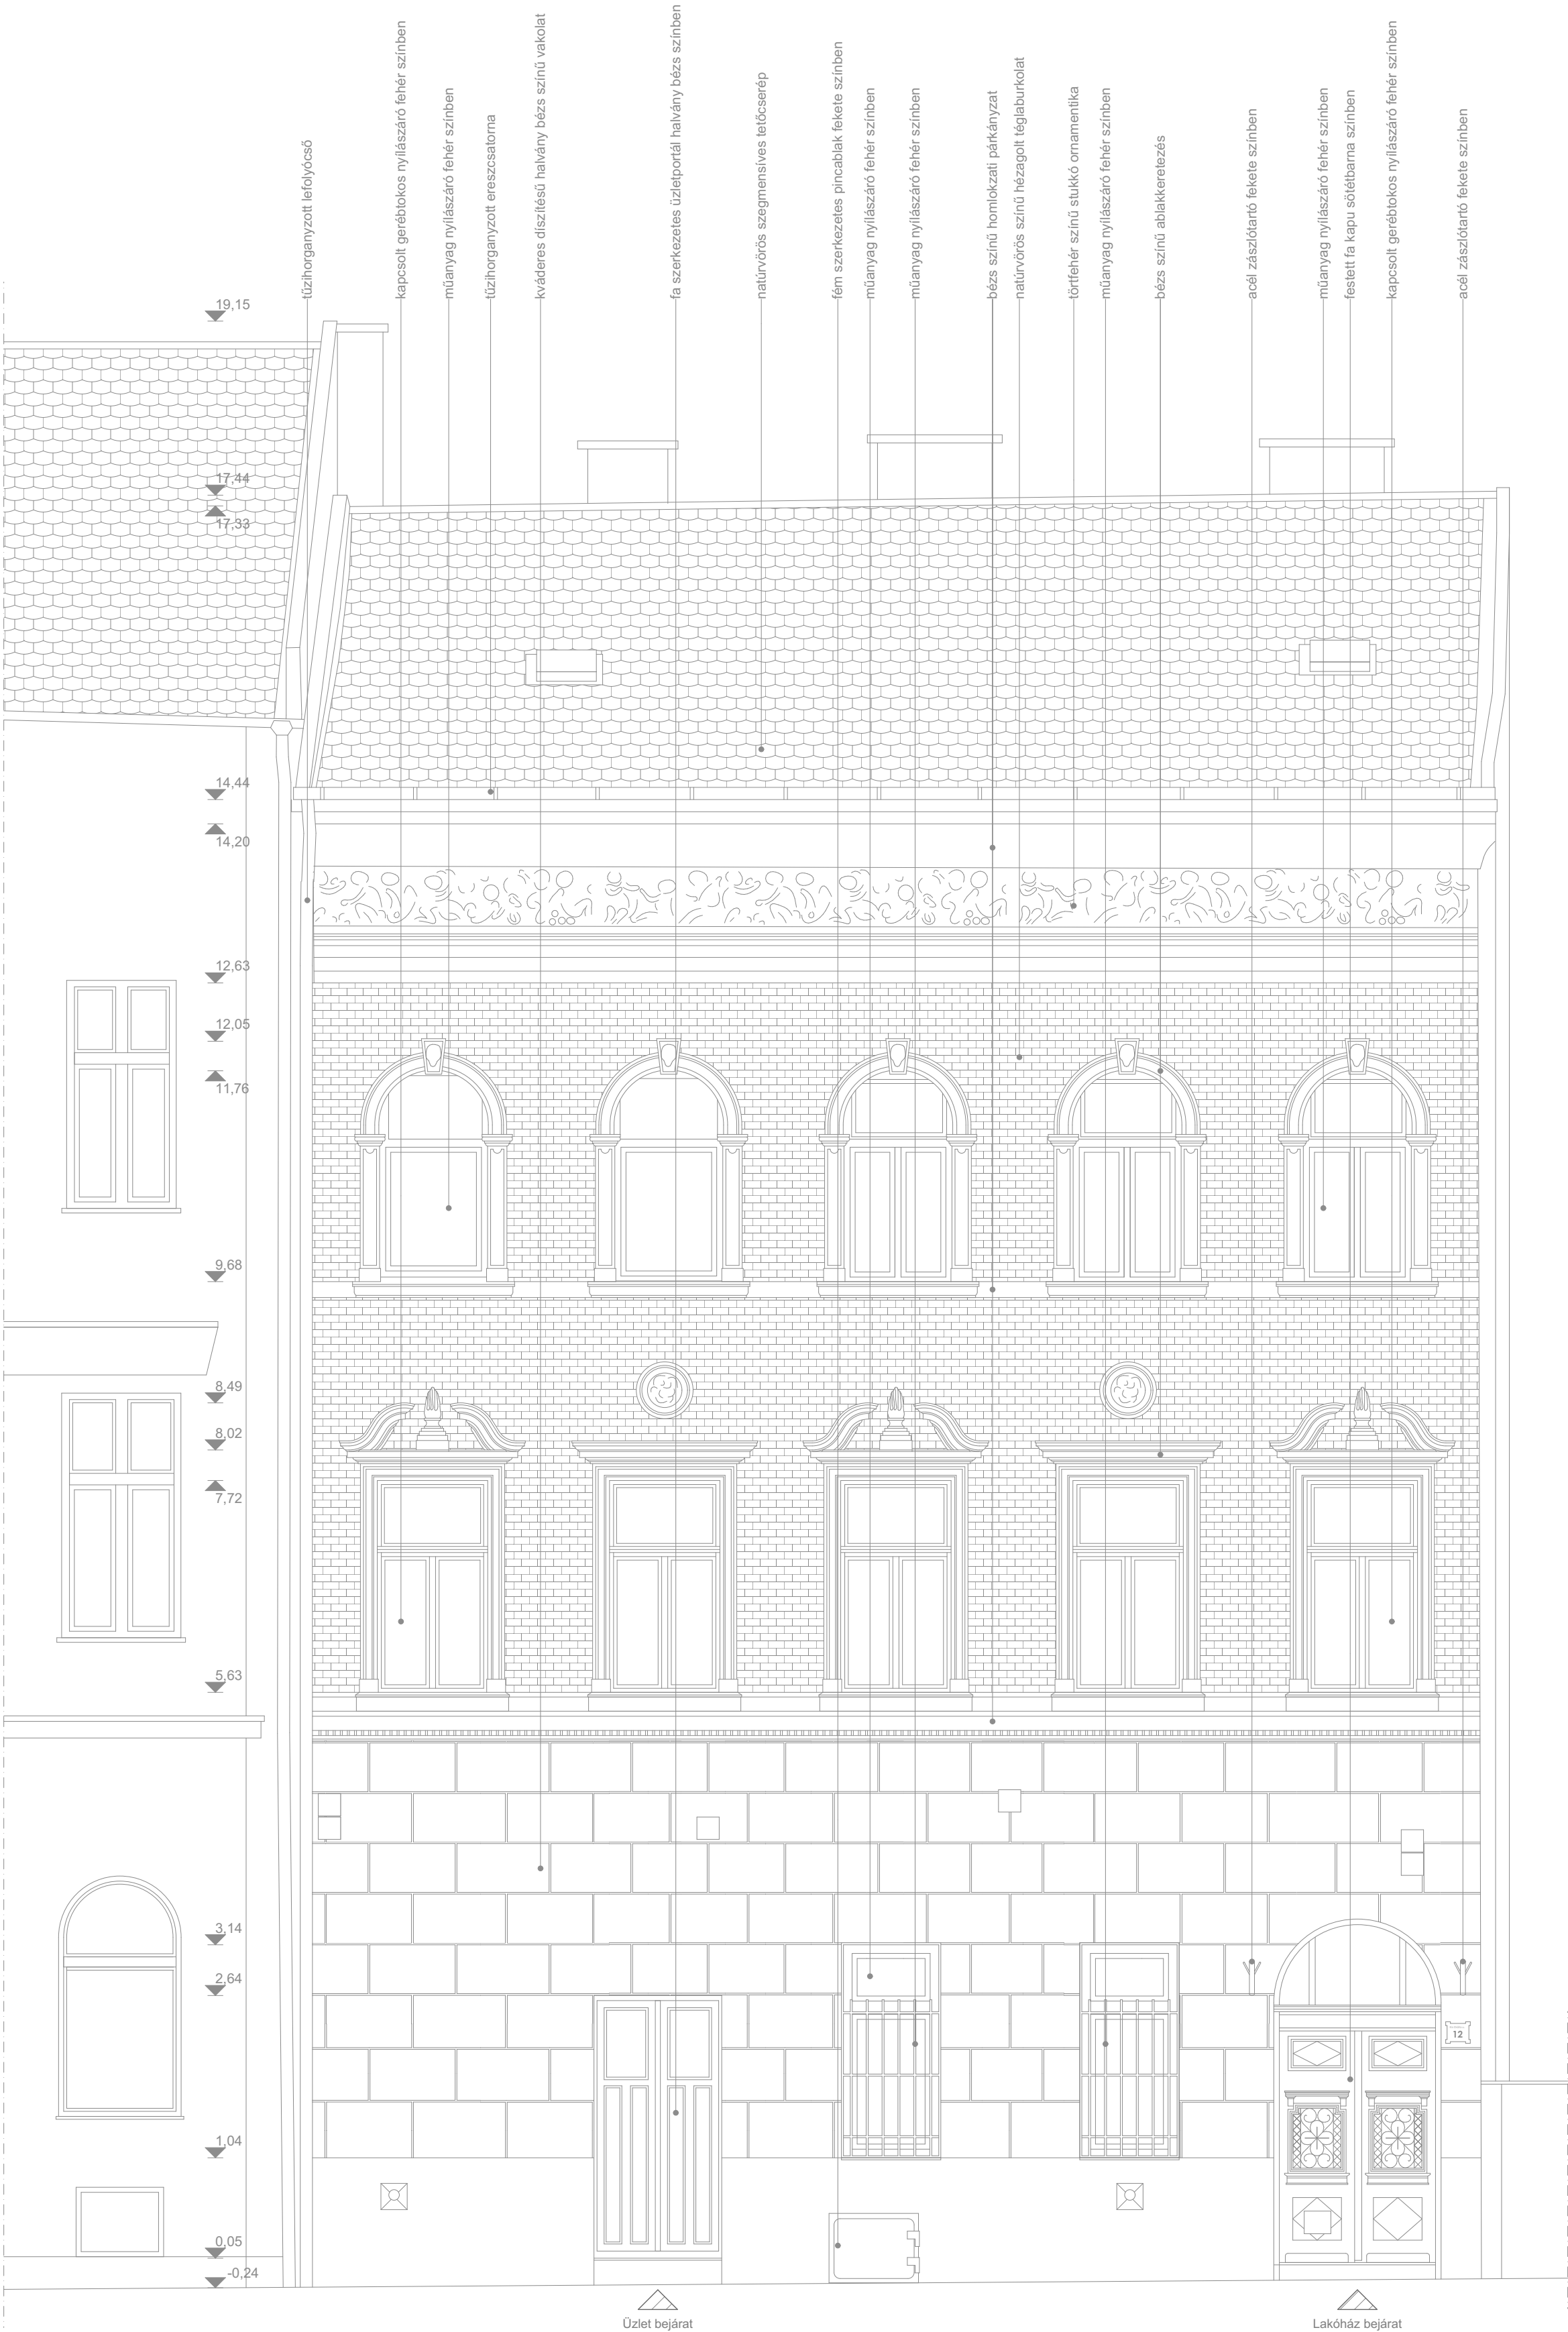 tüzihorganyzott lefolyócső
kapcsolt gerébtokos nyílászáró fehér színben
műanyag nyílászáró fehér színben
tüzihorganyzott ereszcsatorna
kváderes díszítésű halvány bézs színű vakolat
fa szerkezetes üzletportál halvány bézs színben
natúrvörös szegmensíves tetőcserép
fém szerkezetes pincablak fekete színben
műanyag nyílászáró fehér színben
műanyag nyílászáró fehér színben
bézs színű homlokzati párkányzat
natúrvörös színű hézagolt téglaburkolat
törtfehér színű stukkó ornamentika
műanyag nyílászáró fehér színben
bézs színű ablakkeretezés
acél zászlótartó fekete színben
műanyag nyílászáró fehér színben
festett fa kapu sötétbarna színben
kapcsolt gerébtokos nyílászáró fehér színben
acél zászlótartó fekete színben
19,15
17,44
17,33
14,44
14,20
12,63
12,05
11,76
9,68
8,49
8,02
7,72
5,63
3,14
2,64
12
1,04
0,05
-0,24
Üzlet bejárat
Lakóház bejárat